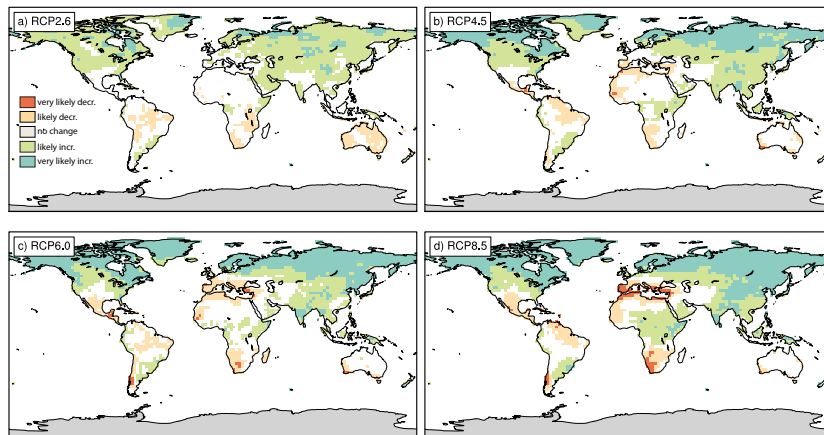 a) RCP2.6
very likely decr.
likely decr.
no change
likely incr.
very likely incr.
b) RCP4.5
c) RCP6.0
d) RCP8.5